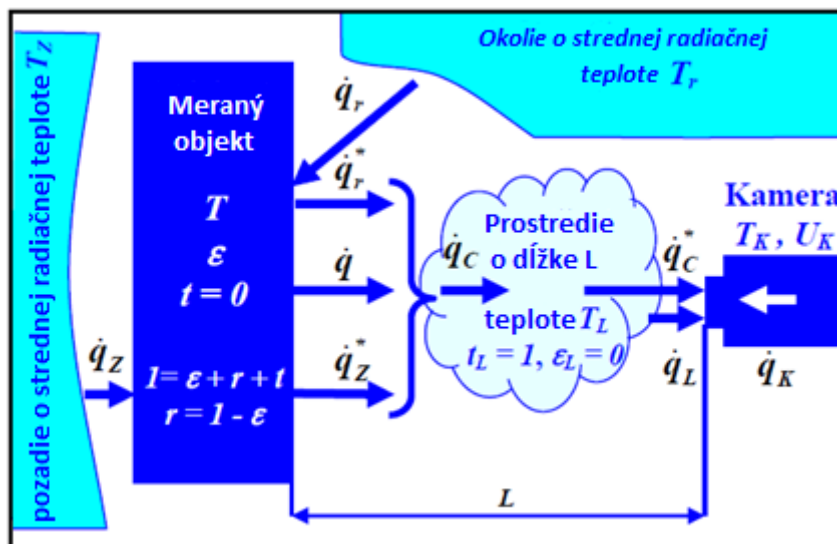 pozadie o strednej radiačnej teplote T_Z
Okolie o strednej radiačnej
teplote T_r
Meraný
objekt
T
ε
t = 0
1= ε + r + t
r = 1 - ε
q̇_Z
q̇_r
q̇_r^*
q̇
q̇_Z^*
q̇_C
Prostredie
o dĺžke L
teplote T_L
t_L = 1, ε_L = 0
q̇_C^*
q̇_L
Kamera
T_K , U_K
q̇_K
L